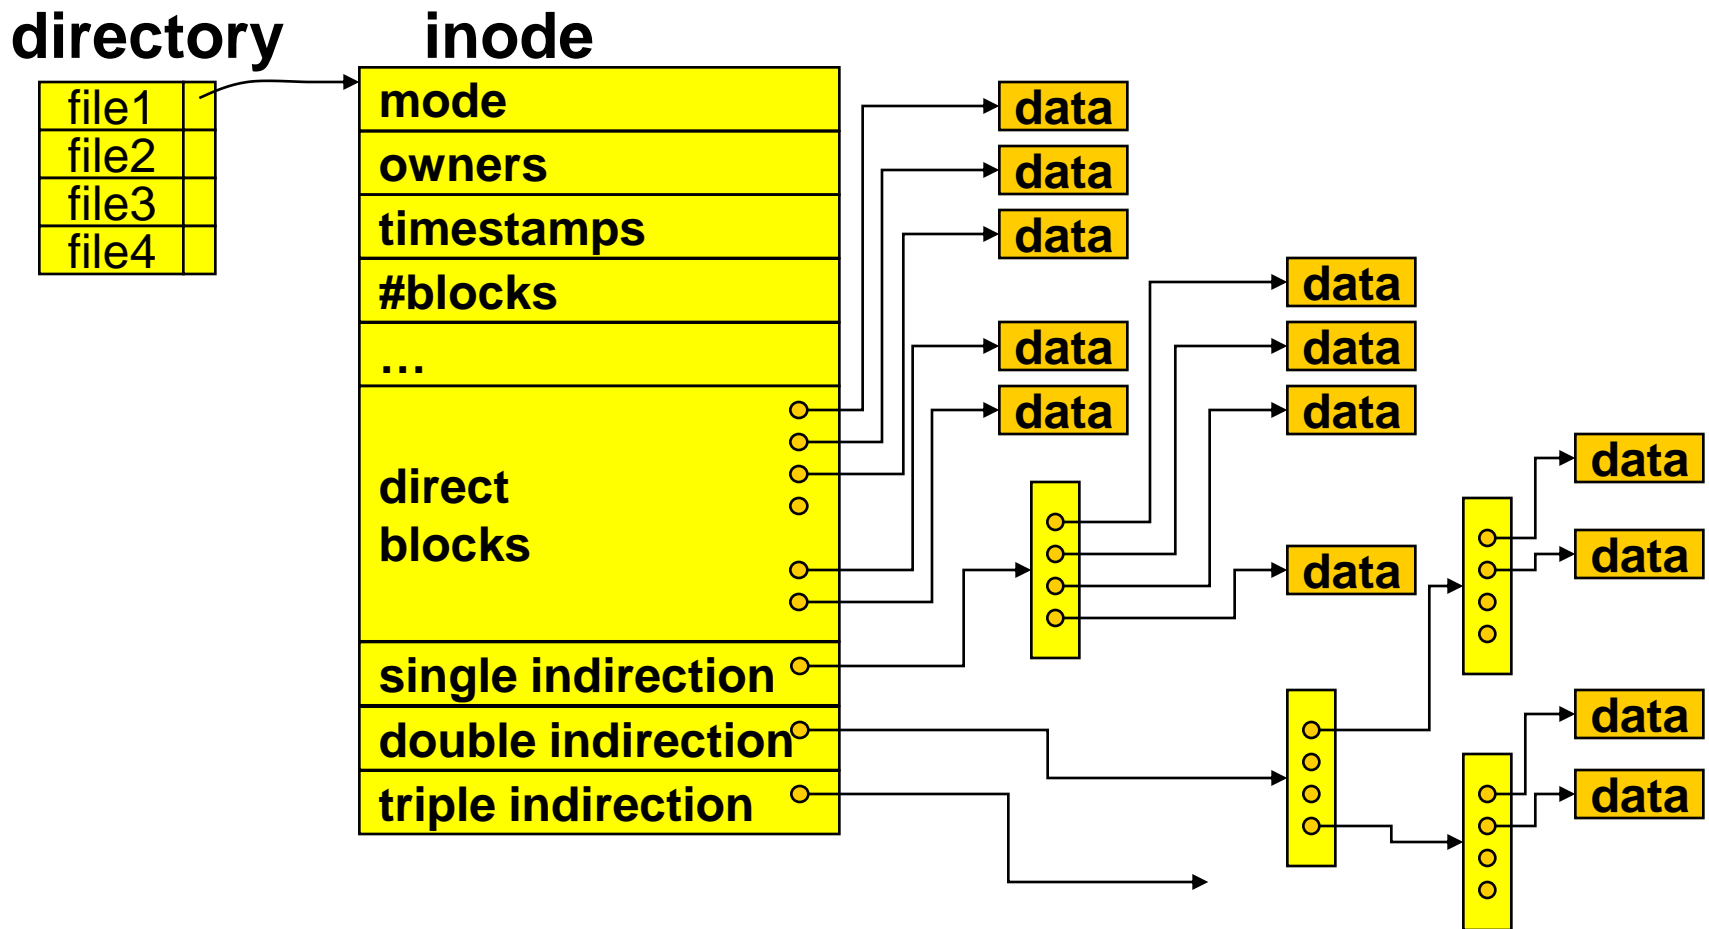 directory
inode
file1
file2
file3
file4
mode
owners
timestamps
#blocks
…
direct
blocks
single indirection
double indirection
triple indirection
data
data
data
data
data
data
data
data
data
data
data
data
data